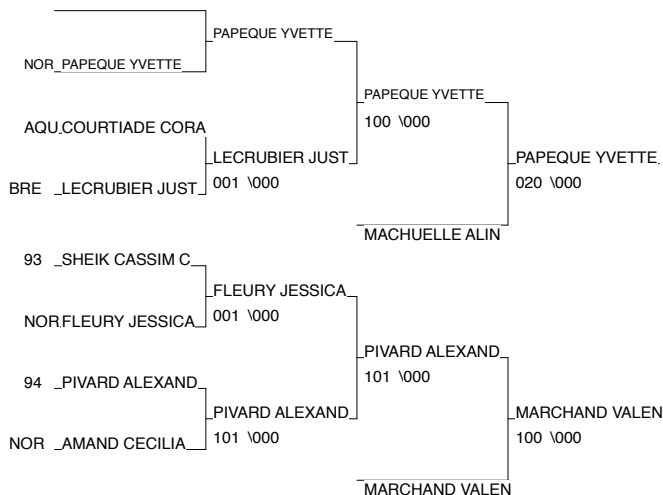 PAPEQUE YVETTE
NOR PAPEQUE YVETTE
PAPEQUE YVETTE
100 \000
AQU COURTIADE CORA
LECRUBIER JUST
001 \000
PAPEQUE YVETTE
020 \000
BRE LECRUBIER JUST
MACHUELLE ALIN
93 SHEIK CASSIM C
FLEURY JESSICA
001 \000
NOR FLEURY JESSICA
PIVARD ALEXAND
101 \000
94 PIVARD ALEXAND
PIVARD ALEXAND
101 \000
MARCHAND VALEN
100 \000
NOR AMAND CECILIA
MARCHAND VALEN